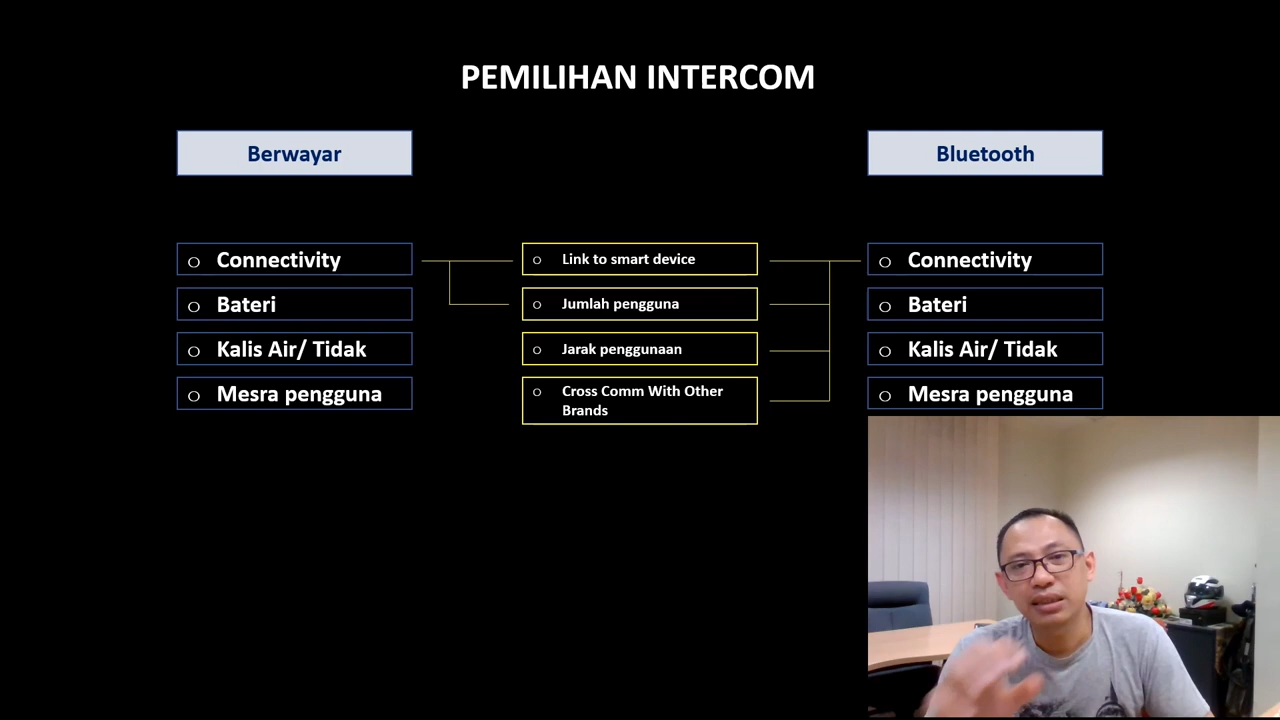 PEMILIHAN INTERCOM
Berwayar
Bluetooth
o Connectivity
o Bateri
o Kalis Air/ Tidak
o Mesra pengguna
o Link to smart device
o Jumlah pengguna
o Jarak penggunaan
o Cross Comm With Other
Brands
o Connectivity
o Bateri
o Kalis Air/ Tidak
o Mesra pengguna